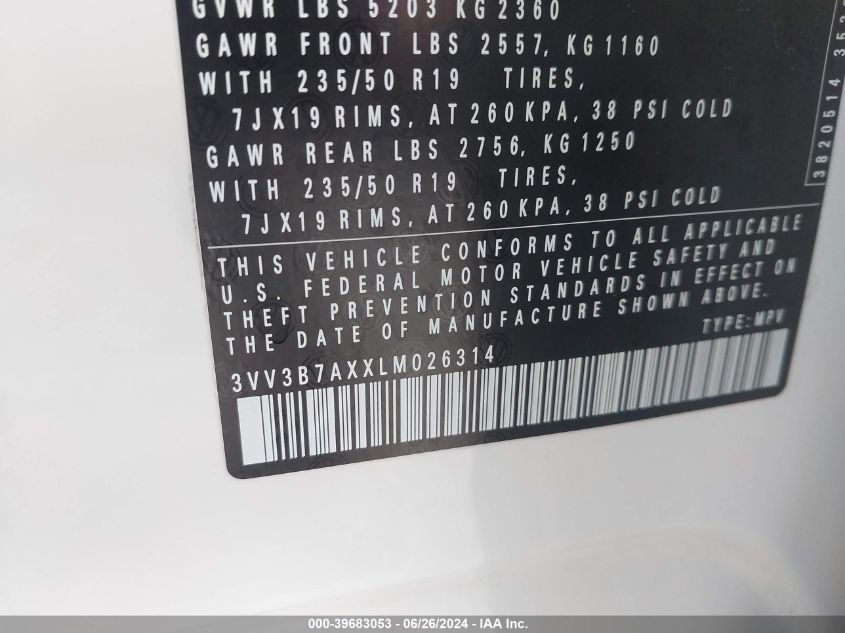 GVWR LBS 5203 KG 2360
GAWR FRONT LBS 2557, KG 1160
WITH 235/50 R19 TIRES,
7JX19 RIMS, AT 260 KPA, 38 PSI COLD
GAWR REAR LBS 2756, KG 1250
WITH 235/50 R19 TIRES,
7JX19 RIMS, AT 260 KPA, 38 PSI COLD
THIS VEHICLE CONFORMS TO ALL APPLICABLE
U.S. FEDERAL MOTOR VEHICLE SAFETY AND
THEFT PREVENTION STANDARDS IN EFFECT ON
THE DATE OF MANUFACTURE SHOWN ABOVE.
TYPE:MPV
3VV3B7AXXLM026314
3820514
000-39683053 - 06/26/2024 - IAA Inc.